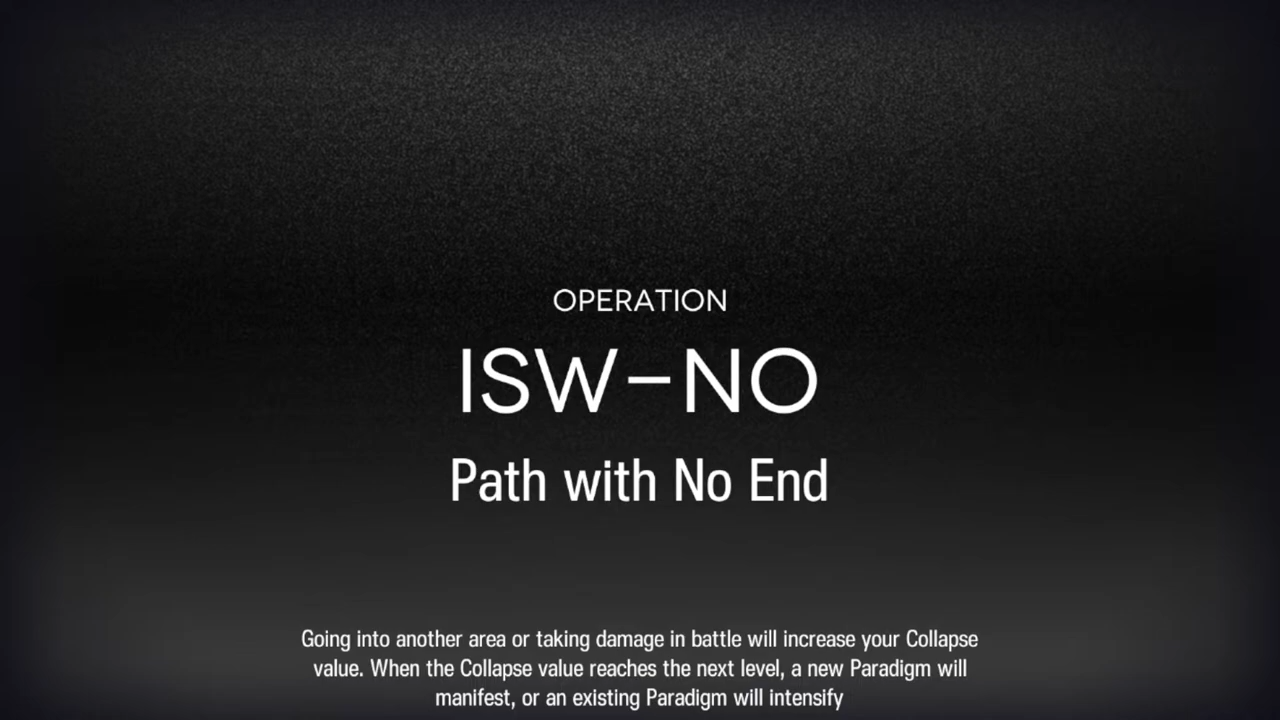 OPERATION
ISW-NO
Path with No End
Going into another area or taking damage in battle will increase your Collapse
value. When the Collapse value reaches the next level, a new Paradigm will
manifest, or an existing Paradigm will intensify